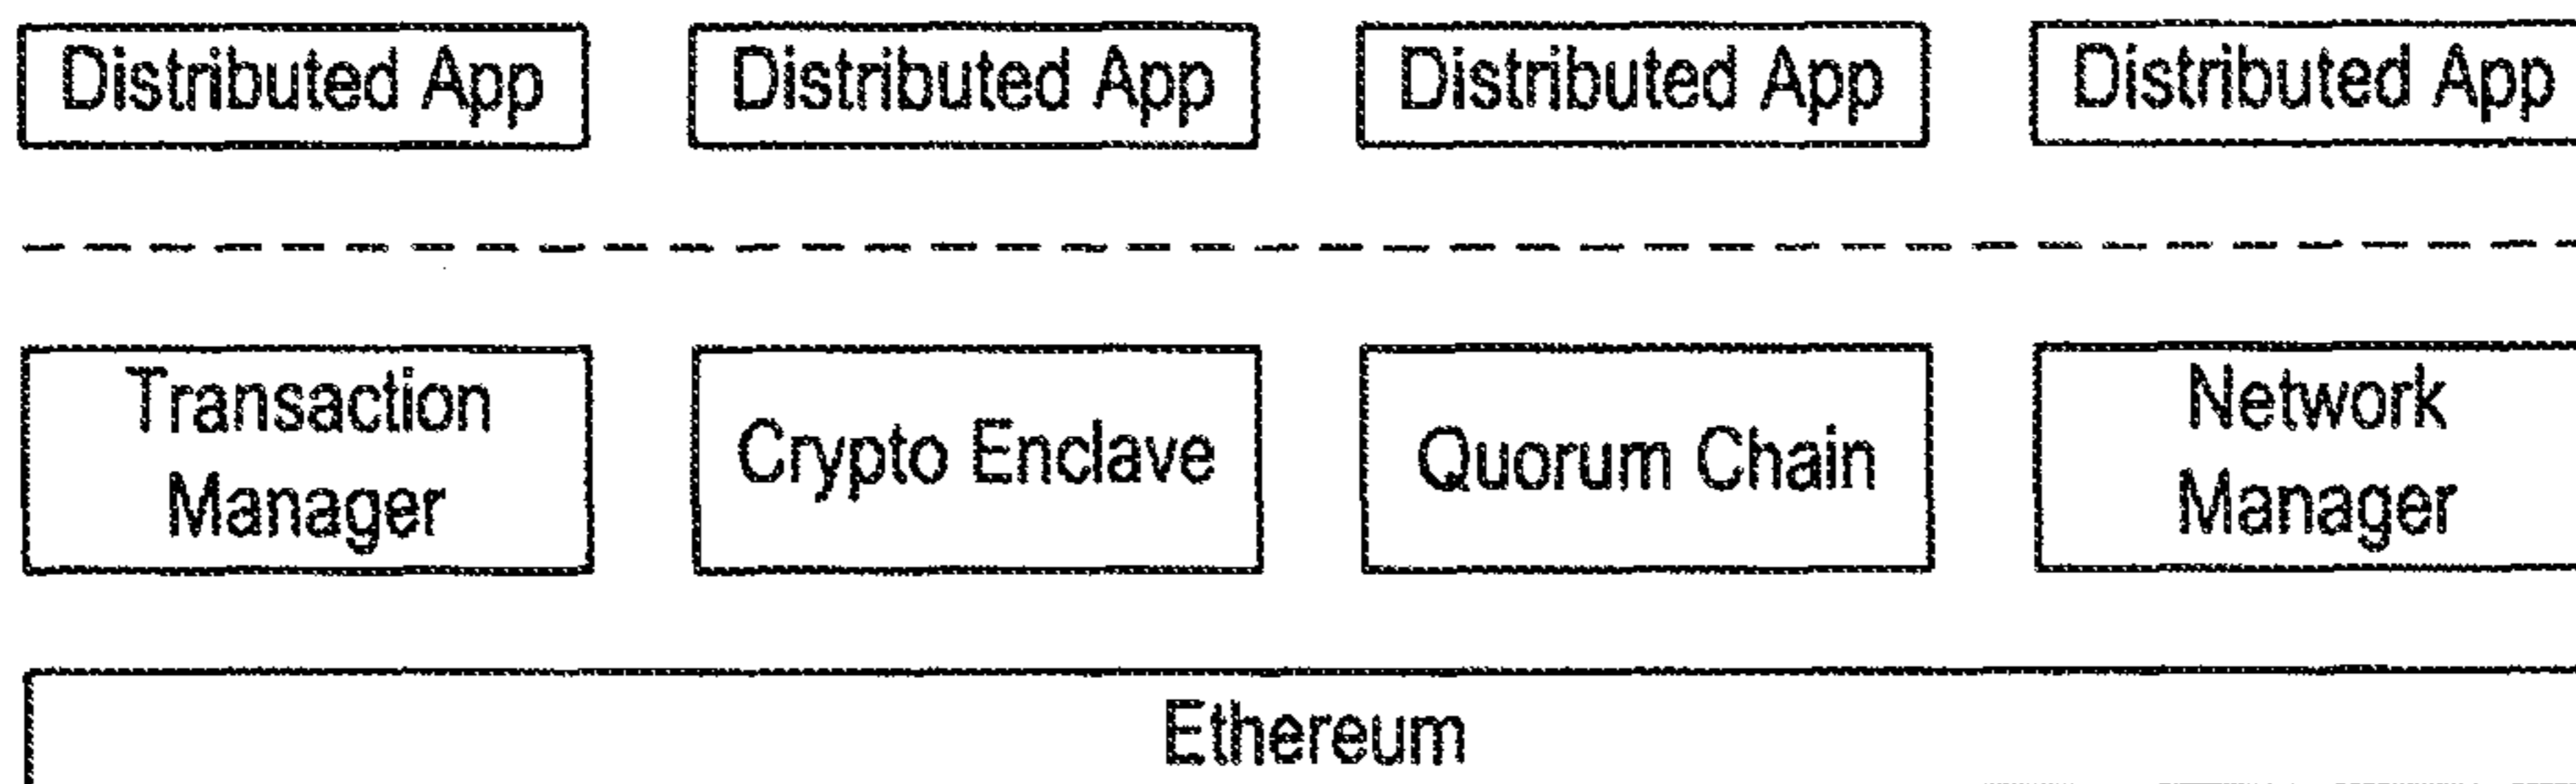 Distributed App
Distributed App
Distributed App
Distributed App
Transaction
Manager
Crypto Enclave
Quorum Chain
Network
Manager
Ethereum